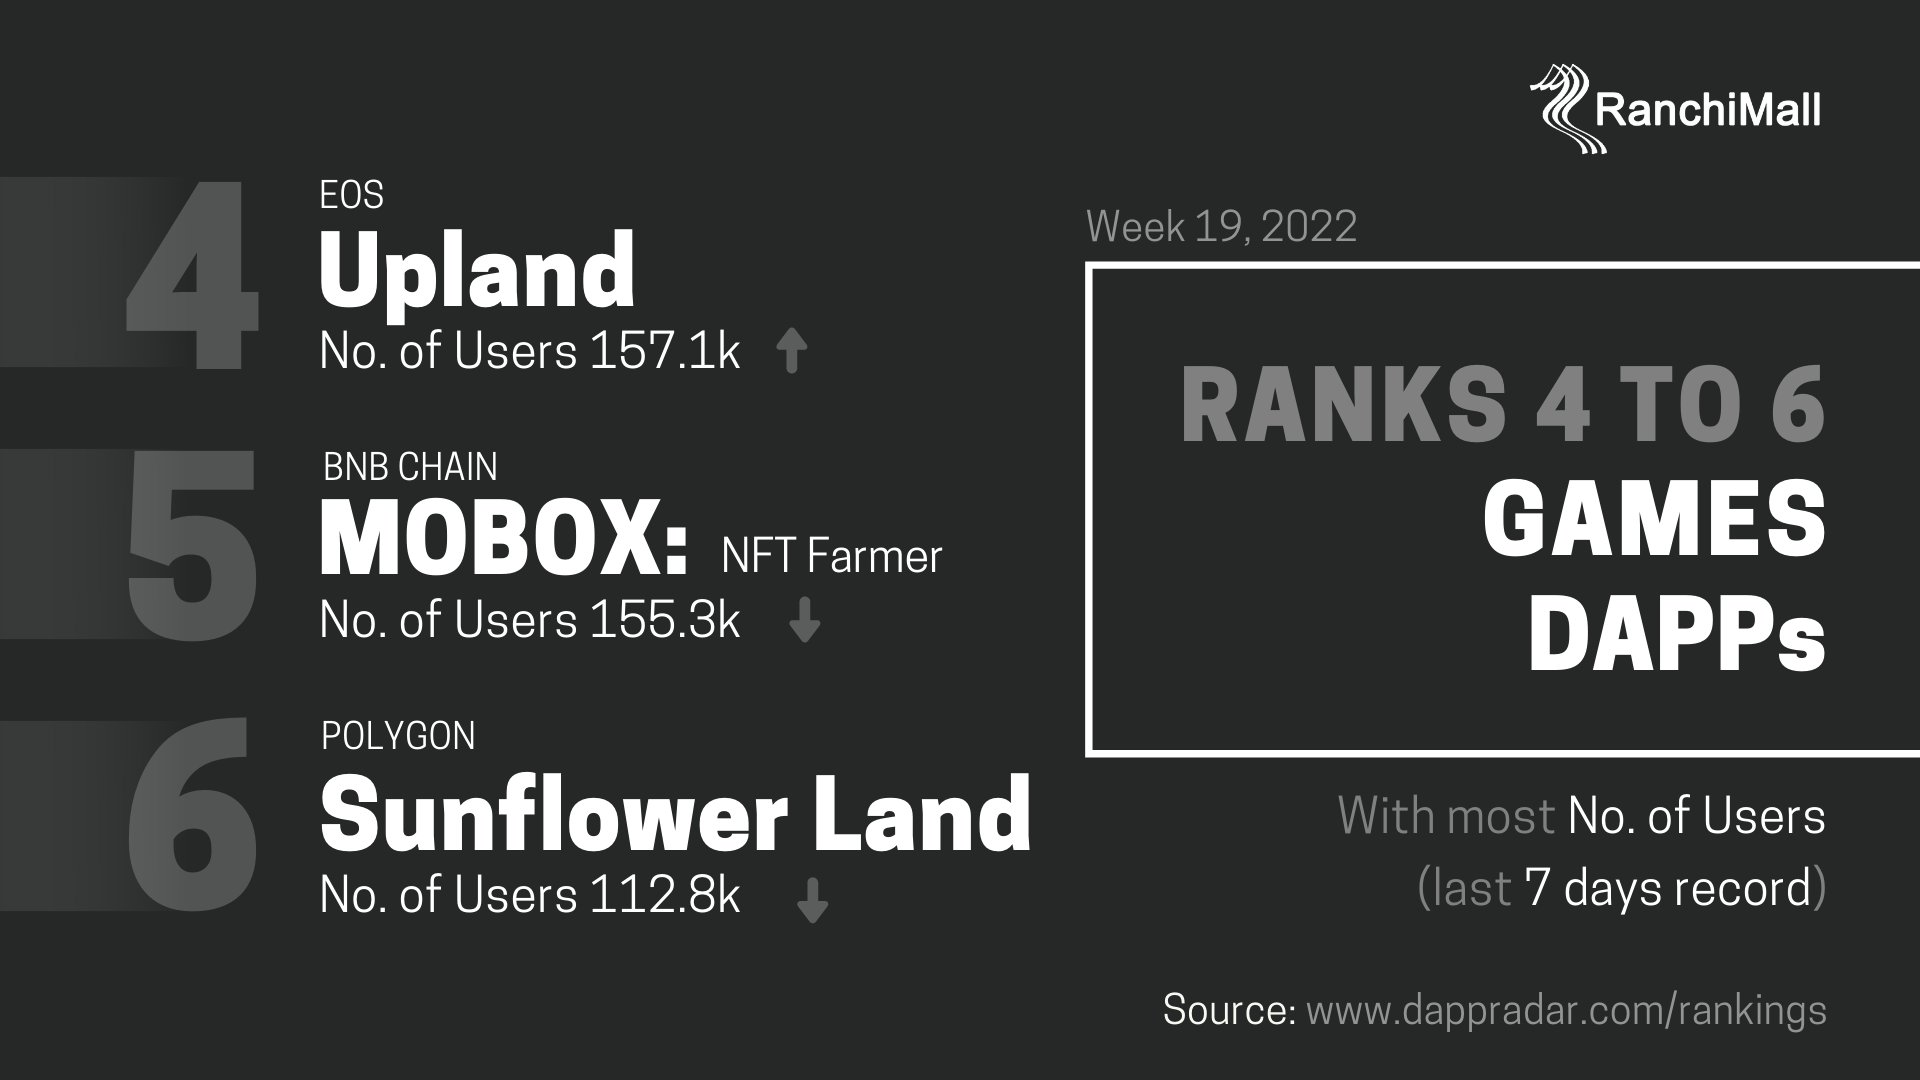 RanchiMall
4
EOS
Upland
No. of Users 157.1k
5
BNB CHAIN
MOBOX: NFT Farmer
No. of Users 155.3k
6
POLYGON
Sunflower Land
No. of Users 112.8k
Week 19, 2022
RANKS 4 TO 6
GAMES
DAPPs
With most No. of Users
(last 7 days record)
Source: www.dappradar.com/rankings